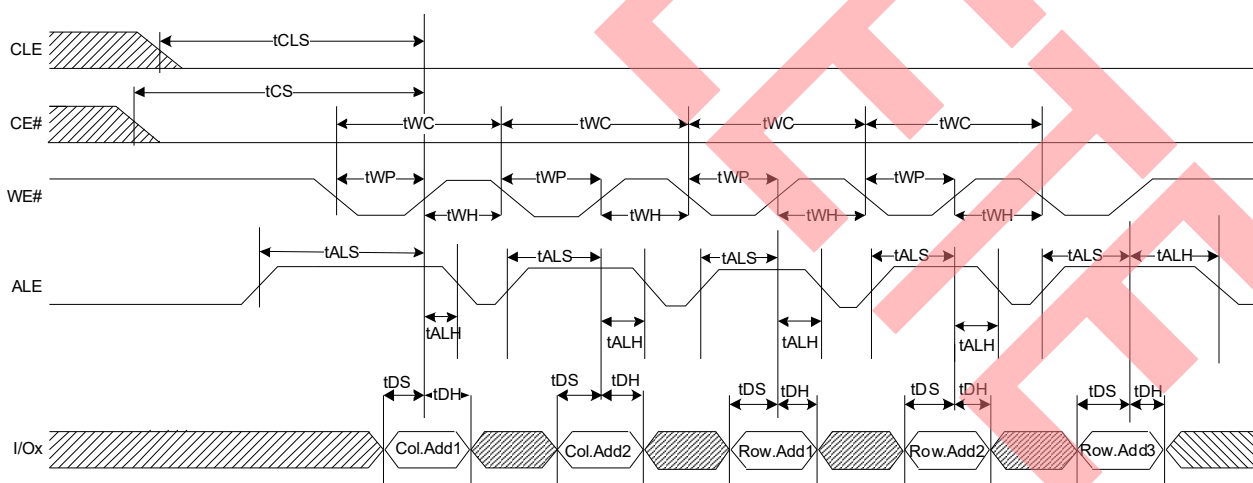 CLE
tCLS
tCS
CE#
tWC tWC tWC tWC
WE#
tWP tWP tWP tWP
tWH tWH tWH tWH
ALE
tALS tALS tALS tALS tALS tALH
tALH tALH tALH tALH
tDS tDH tDS tDH tDS tDH tDS tDH tDS tDH
I/Ox
Col.Add1 Col.Add2 Row.Add1 Row.Add2 Row.Add3